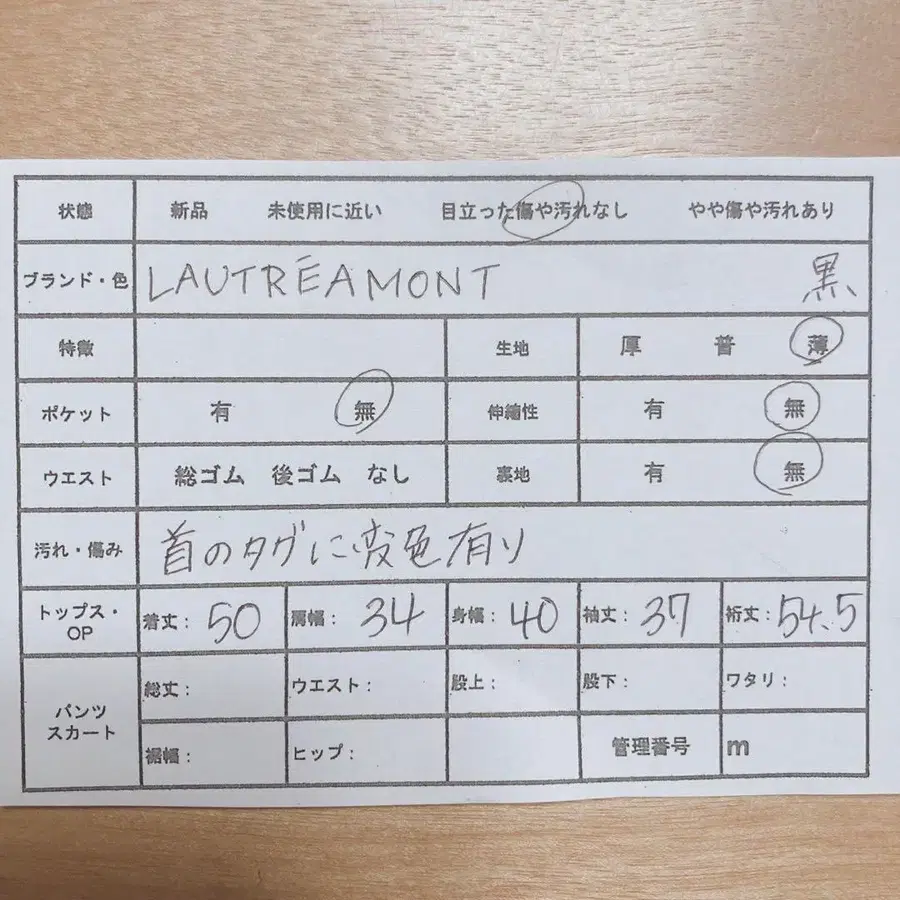 状態 新品 未使用に近い 目立った傷や汚れなし やや傷や汚れあり
ブランド・色 LAUTRÉAMONT 黒
特徴 生地 厚 普 薄
ポケット 有 無 伸縮性 有 無
ウエスト 総ゴム 後ゴム なし 裏地 有 無
汚れ・傷み 首のタグに変色有り
トップス・OP 着丈: 50 肩幅: 34 身幅: 40 袖丈: 37 裄丈: 54.5
パンツ スカート 総丈: ウエスト: 股上: 股下: ワタリ:
裾幅: ヒップ: 管理番号 m